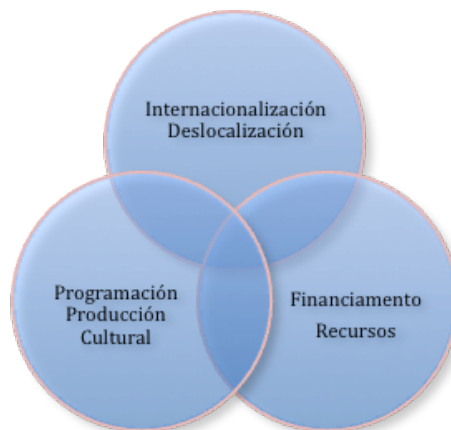 Internacionalización
Deslocalización
Programación
Producción
Cultural
Financiamento
Recursos